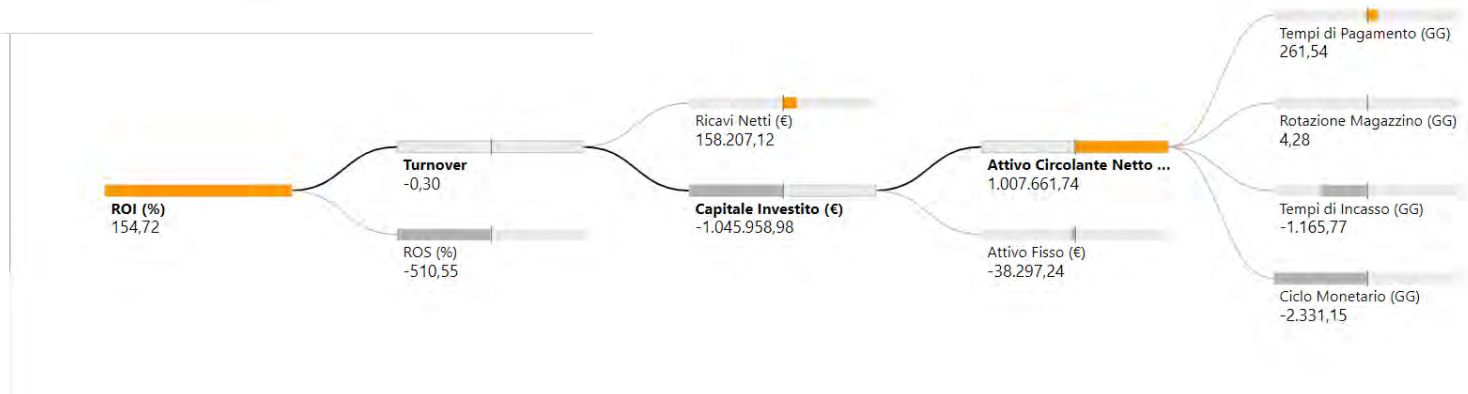 ROI (%)
154,72
Turnover
-0,30
ROS (%)
-510,55
Ricavi Netti (€)
158.207,12
Capitale Investito (€)
-1.045.958,98
Attivo Circolante Netto ...
1.007.661,74
Attivo Fisso (€)
-38.297,24
Tempi di Pagamento (GG)
261,54
Rotazione Magazzino (GG)
4,28
Tempi di Incasso (GG)
-1.165,77
Ciclo Monetario (GG)
-2.331,15